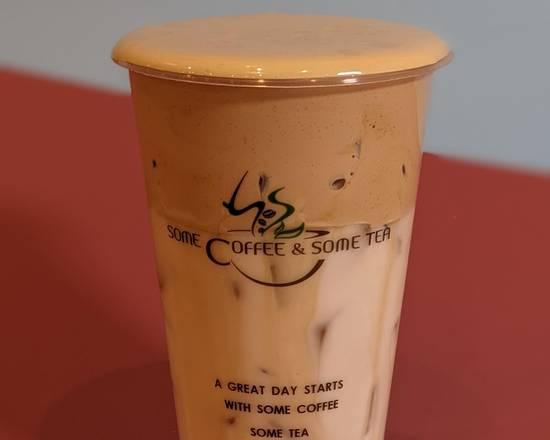 SOME COFFEE & SOME TEA
A GREAT DAY STARTS
WITH SOME COFFEE
SOME TEA